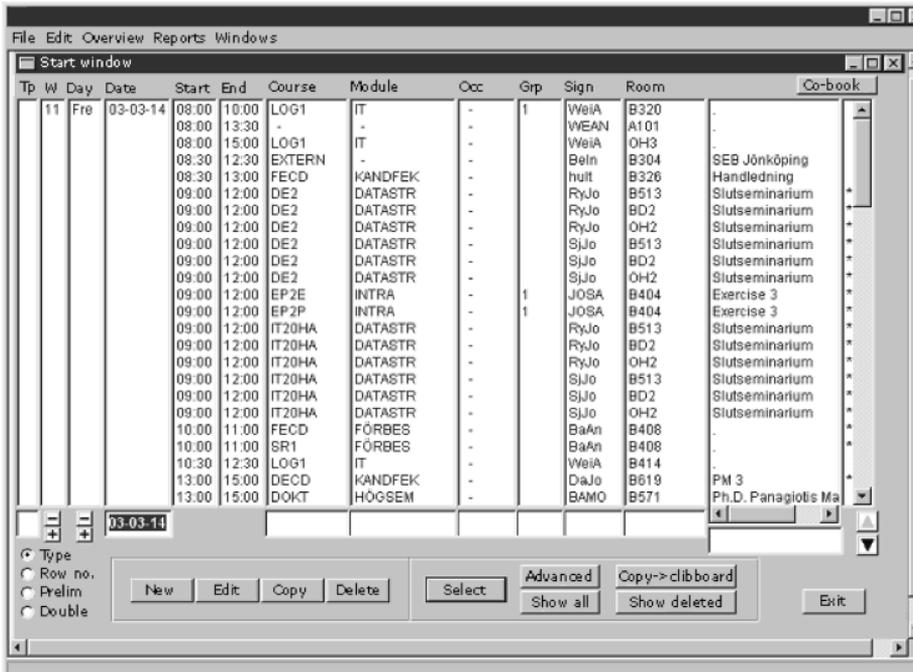 File Edit Overview Reports Windows
Start window
Tp W Day Date Start End Course Module Occ Grp Sign Room Co-book
11 Fre 03-03-14 08:00 10:00 LOG1 IT - 1 WeiA B320 .
08:00 13:30 - - - WEAN A101 .
08:00 15:00 LOG1 IT - WeiA OH3 .
08:30 12:30 EXTERN - - Beln B304 SEB Jönköping
08:30 13:00 FECD KANDFEK - hult B326 Handledning
09:00 12:00 DE2 DATASTR - RyJo B513 Slutseminarium *
09:00 12:00 DE2 DATASTR - RyJo BD2 Slutseminarium *
09:00 12:00 DE2 DATASTR - RyJo OH2 Slutseminarium *
09:00 12:00 DE2 DATASTR - SjJo B513 Slutseminarium *
09:00 12:00 DE2 DATASTR - SjJo BD2 Slutseminarium *
09:00 12:00 DE2 DATASTR - SjJo OH2 Slutseminarium *
09:00 12:00 EP2E INTRA - 1 JOSA B404 Exercise 3 *
09:00 12:00 EP2P INTRA - 1 JOSA B404 Exercise 3 *
09:00 12:00 IT20HA DATASTR - RyJo B513 Slutseminarium *
09:00 12:00 IT20HA DATASTR - RyJo BD2 Slutseminarium *
09:00 12:00 IT20HA DATASTR - RyJo OH2 Slutseminarium *
09:00 12:00 IT20HA DATASTR - SjJo B513 Slutseminarium *
09:00 12:00 IT20HA DATASTR - SjJo BD2 Slutseminarium *
09:00 12:00 IT20HA DATASTR - SjJo OH2 Slutseminarium *
10:00 11:00 FECD FÖRBES - BaAn B408 . *
10:00 11:00 SR1 FÖRBES - BaAn B408 . *
10:30 12:30 LOG1 IT - WeiA B414 .
13:00 15:00 DECD KANDFEK - DaJo B619 PM 3 *
13:00 15:00 DOKT HÖGSEM - BAMO B571 Ph.D. Panagiotis Ma
03-03-14
Type
Row no.
Prelim
Double
New Edit Copy Delete Select Advanced Copy->clibboard
Show all Show deleted Exit